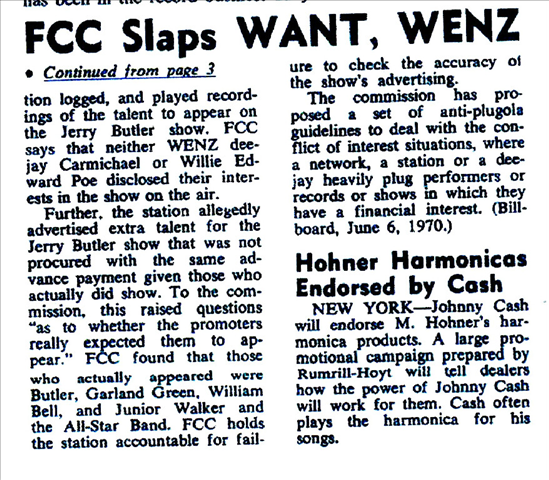 FCC Slaps WANT, WENZ
• Continued from page 3
tion logged, and played record-
ings of the talent to appear on
the Jerry Butler show. FCC
says that neither WENZ dee-
jay Carmichael or Willie Ed-
ward Poe disclosed their inter-
ests in the show on the air.
Further, the station allegedly
advertised extra talent for the
Jerry Butler show that was not
procured with the same ad-
vance payment given those who
actually did show. To the com-
mission, this raised questions
"as to whether the promoters
really expected them to ap-
pear." FCC found that those
who actually appeared were
Butler, Garland Green, William
Bell, and Junior Walker and
the All-Star Band. FCC holds
the station accountable for fail-
ure to check the accuracy of
the show's advertising.
The commission has pro-
posed a set of anti-plugola
guidelines to deal with the con-
flict of interest situations, where
a network, a station or a dee-
jay heavily plug performers or
records or shows in which they
have a financial interest. (Bill-
board, June 6, 1970.)
Hohner Harmonicas
Endorsed by Cash
NEW YORK—Johnny Cash
will endorse M. Hohner's har-
monica products. A large pro-
motional campaign prepared by
Rumrill-Hoyt will tell dealers
how the power of Johnny Cash
will work for them. Cash often
plays the harmonica for his
songs.